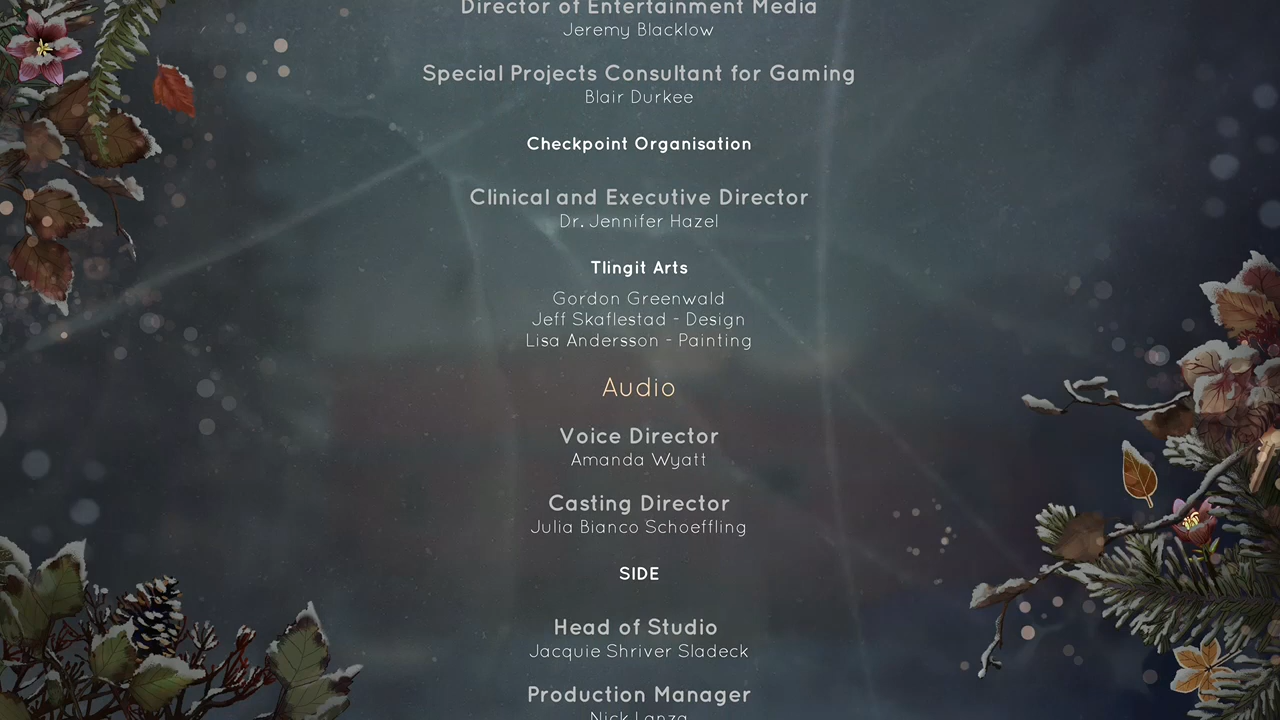 Director of Entertainment Media
Jeremy Blacklow
Special Projects Consultant for Gaming
Blair Durkee
Checkpoint Organisation
Clinical and Executive Director
Dr. Jennifer Hazel
Tlingit Arts
Gordon Greenwald
Jeff Skaflestad - Design
Lisa Andersson - Painting
Audio
Voice Director
Amanda Wyatt
Casting Director
Julia Bianco Schoeffling
SIDE
Head of Studio
Jacquie Shriver Sladeck
Production Manager
Nick Lanza